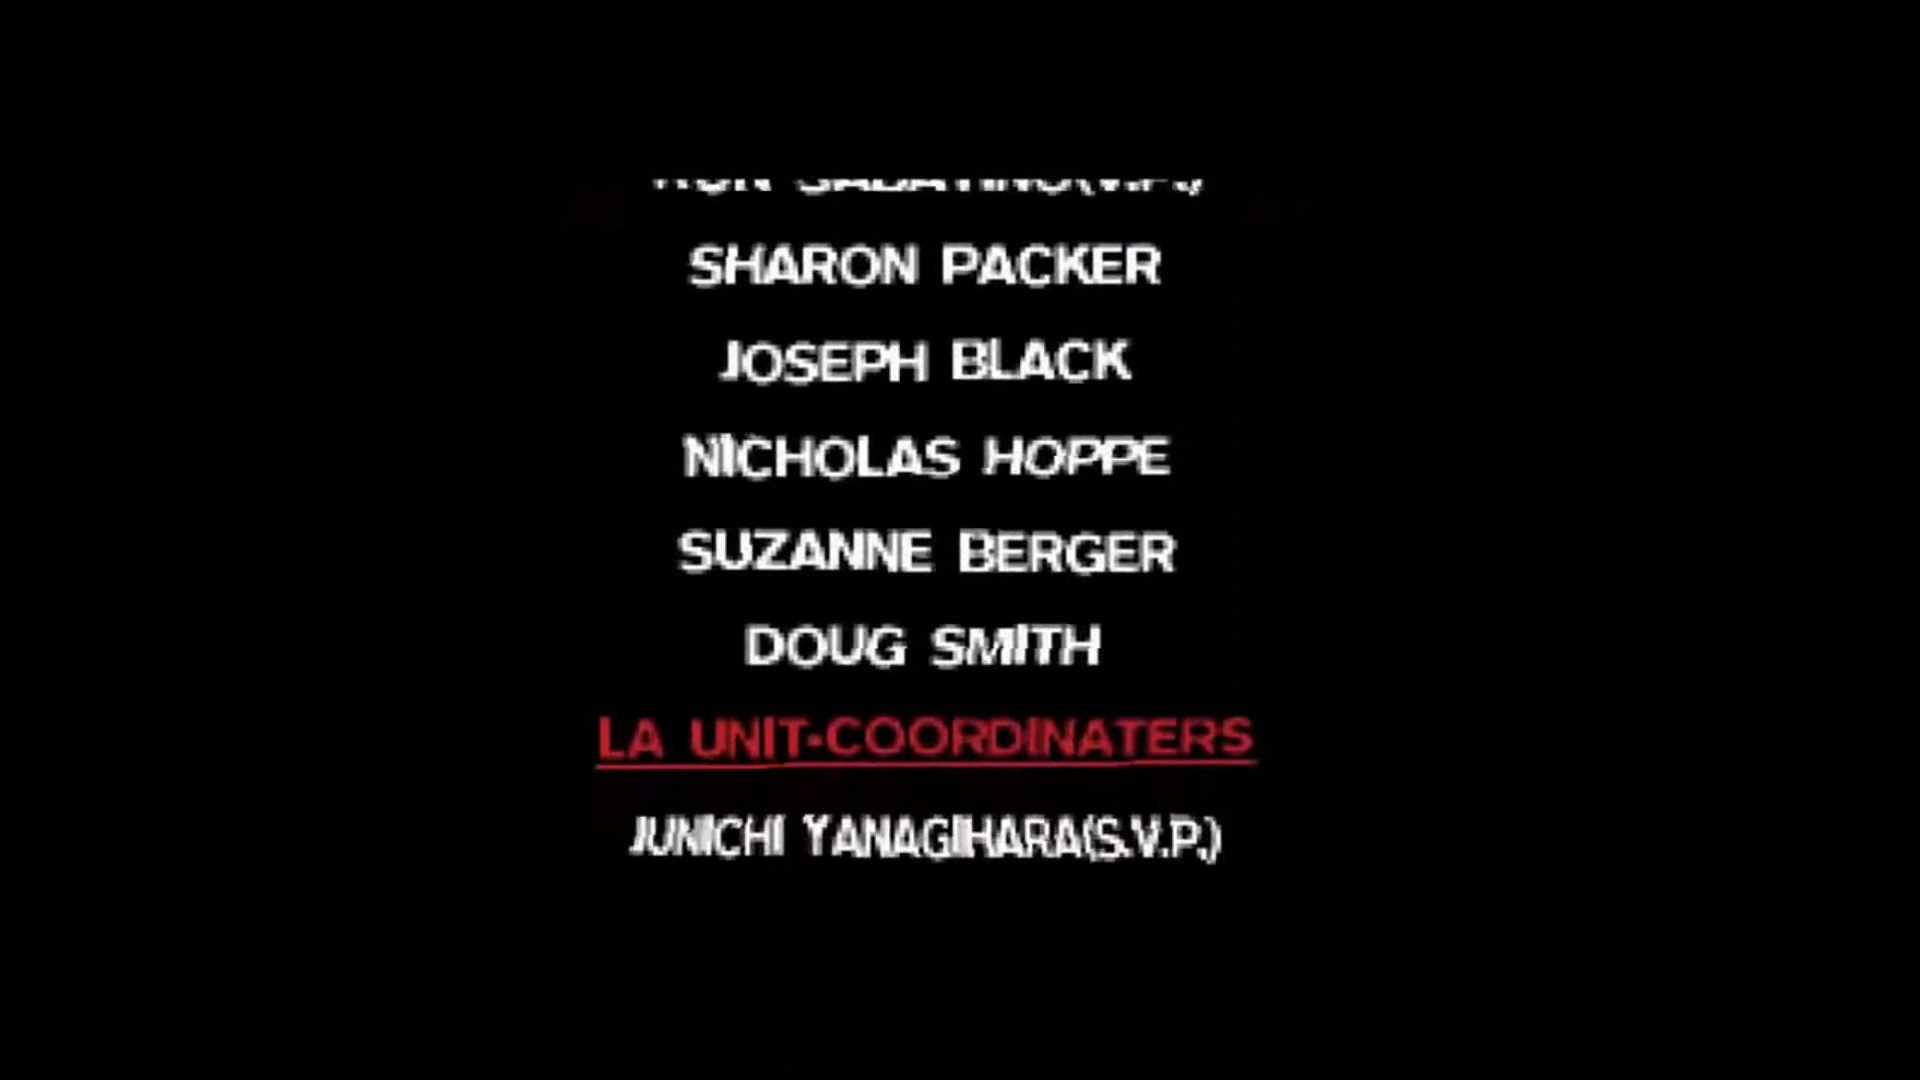 SHARON PACKER
JOSEPH BLACK
NICHOLAS HOPPE
SUZANNE BERGER
DOUG SMITH
LA UNIT-COORDINATERS
JUNICHI YANAGIHARA(S.V.P.)